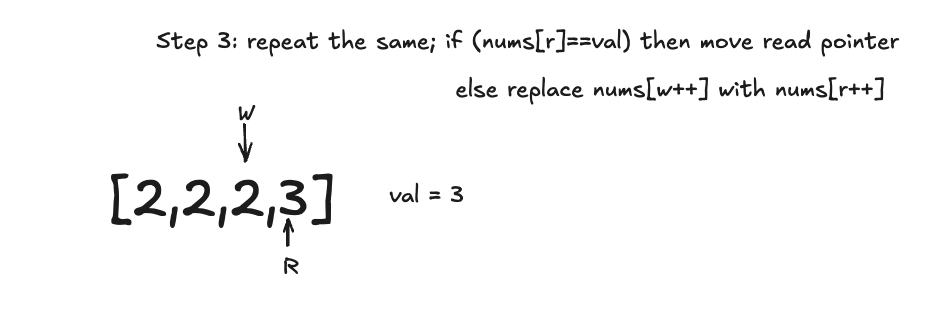 Step 3: repeat the same; if (nums[r]==val) then move read pointer
else replace nums[w++] with nums[r++]
W
[2,2,2,3]
val = 3
R